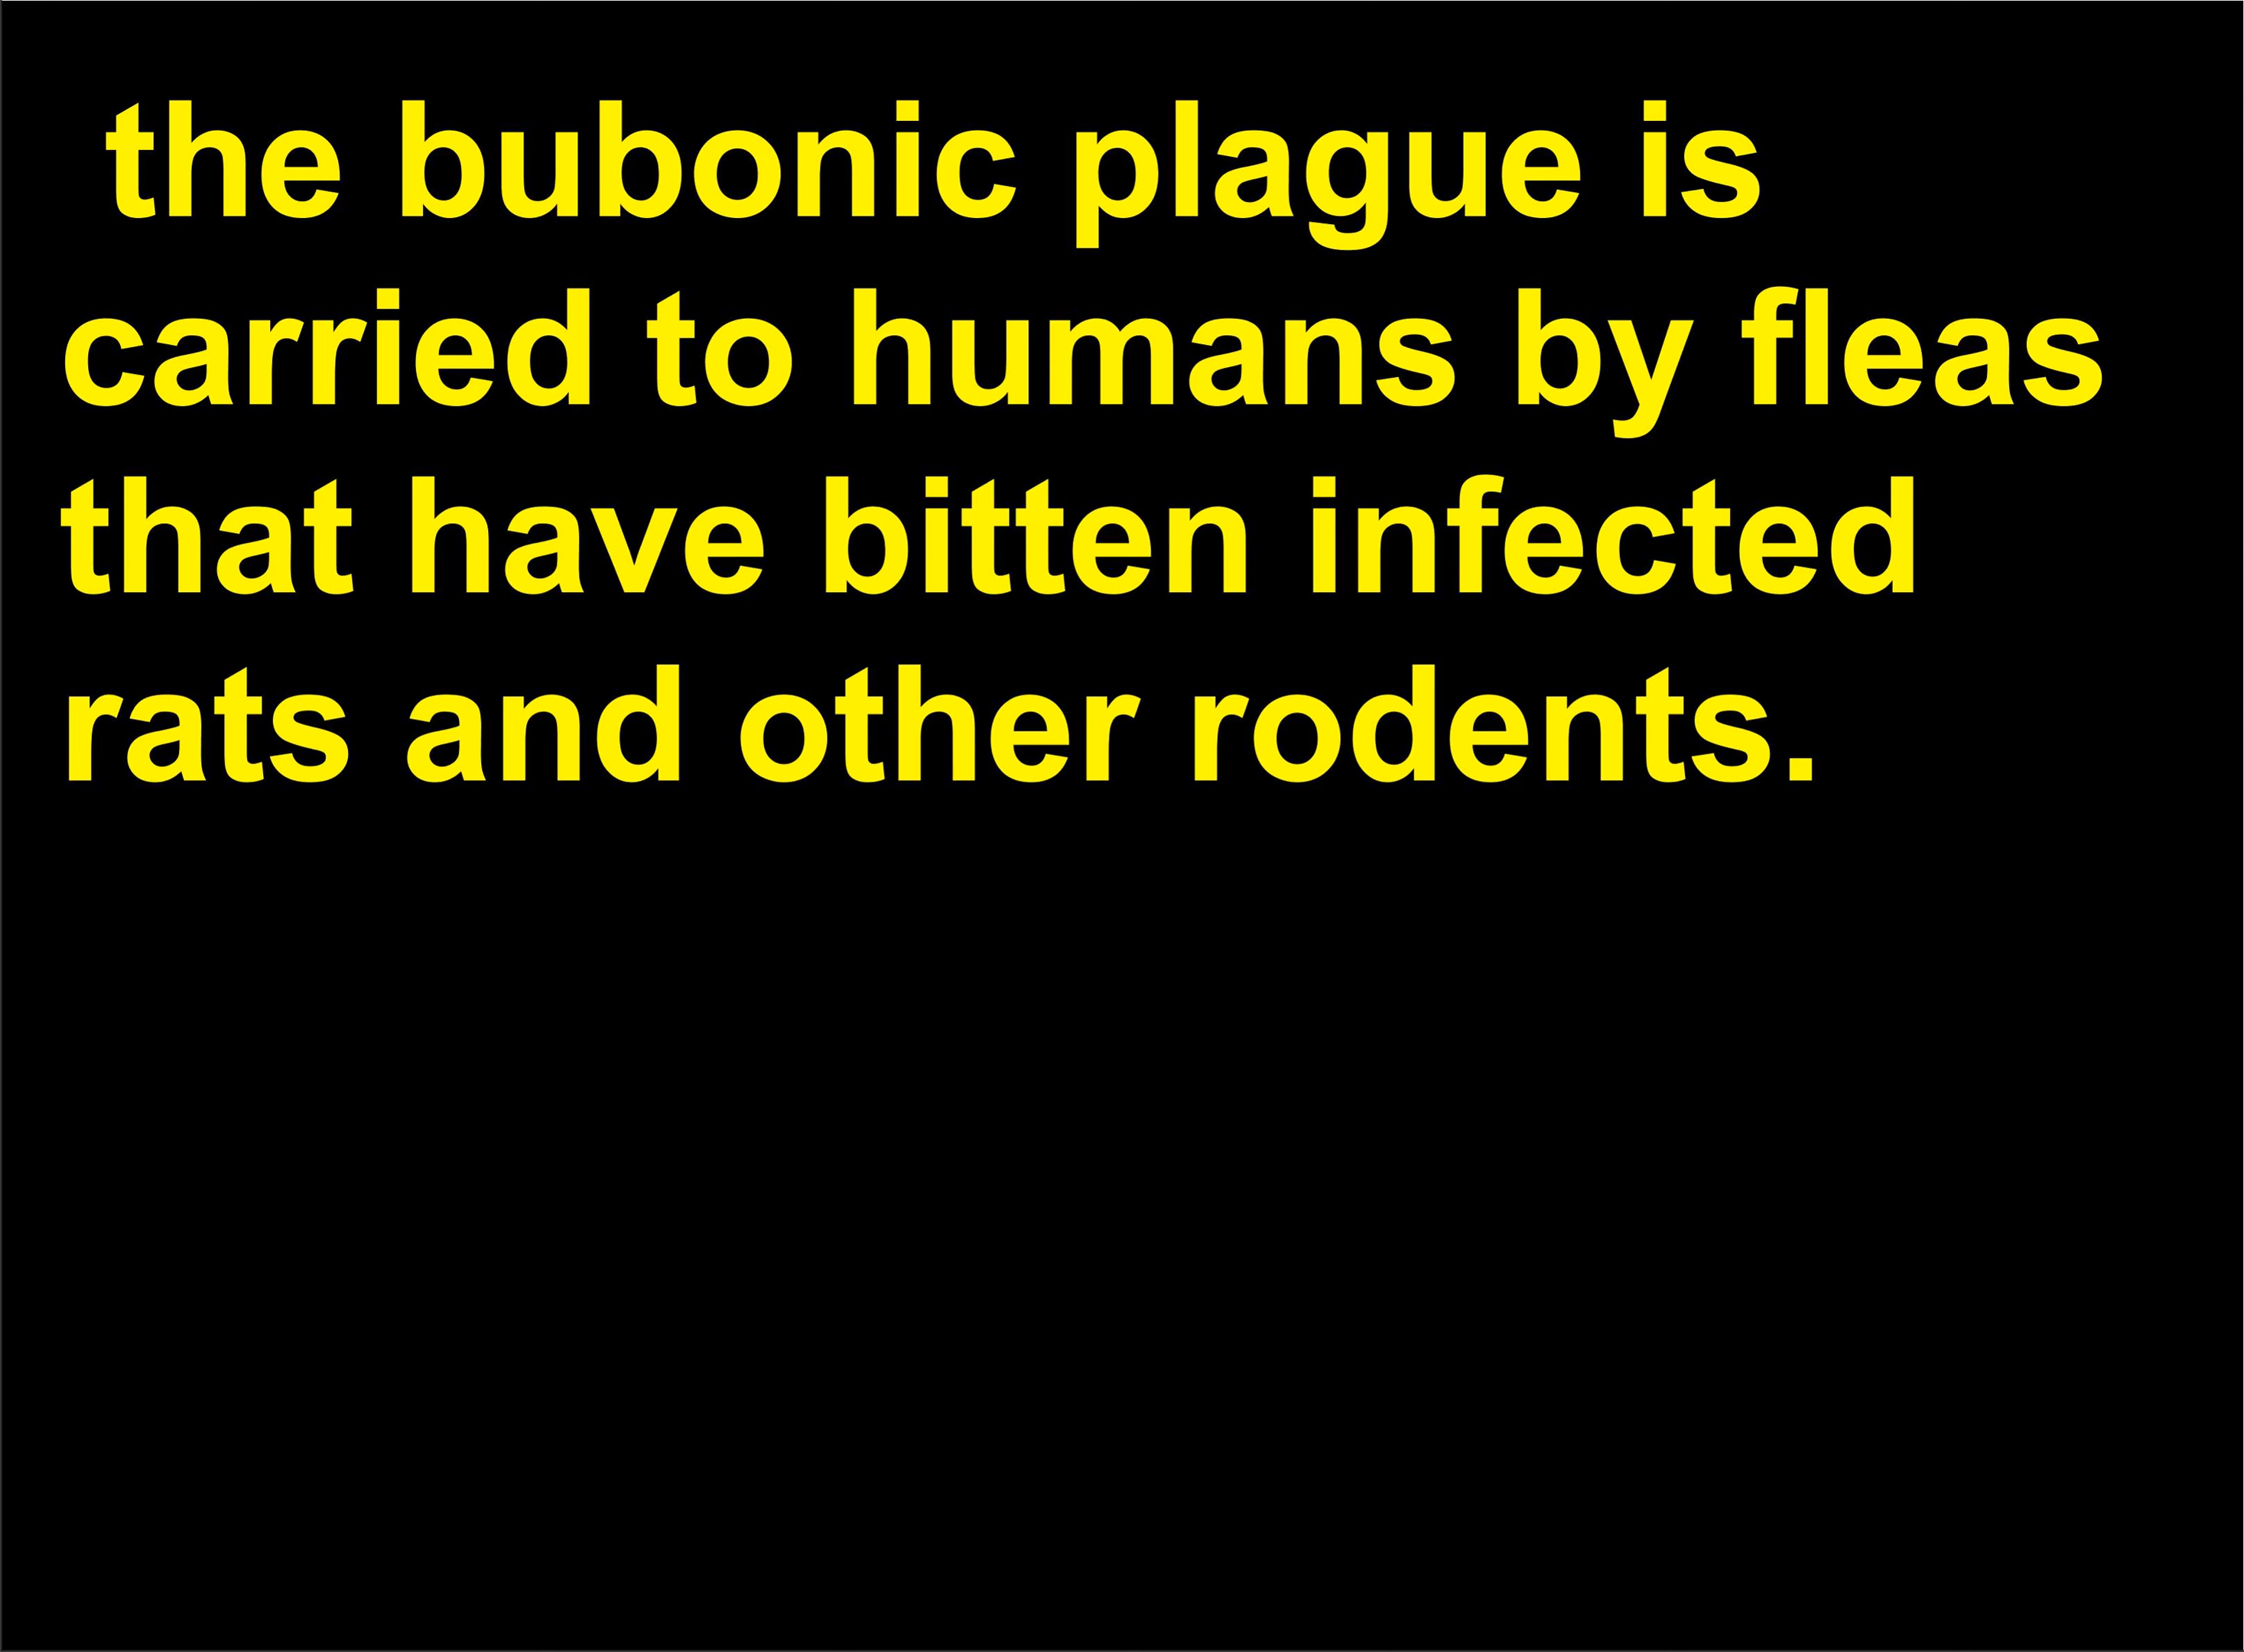 the bubonic plague is
carried to humans by fleas
that have bitten infected
rats and other rodents.